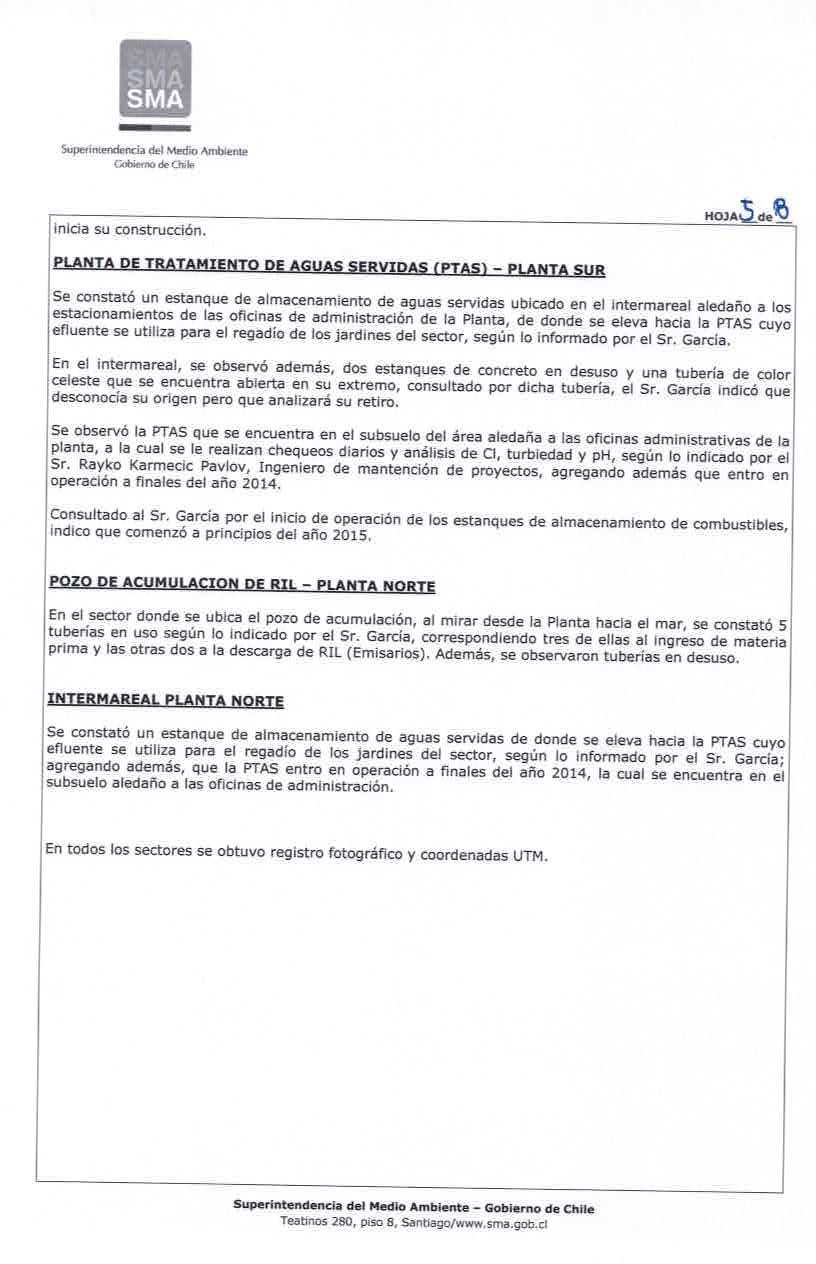 SMA
SMA
SMA
Superintendencia del Medio Ambiente
Gobierno de Chile
HOJA 5 de 8
inicia su construcción.
PLANTA DE TRATAMIENTO DE AGUAS SERVIDAS (PTAS) – PLANTA SUR
Se constató un estanque de almacenamiento de aguas servidas ubicado en el intermareal aledaño a los
estacionamientos de las oficinas de administración de la Planta, de donde se eleva hacia la PTAS cuyo
efluente se utiliza para el regadío de los jardines del sector, según lo informado por el Sr. García.
En el intermareal, se observó además, dos estanques de concreto en desuso y una tubería de color
celeste que se encuentra abierta en su extremo, consultado por dicha tubería, el Sr. García indicó que
desconocía su origen pero que analizará su retiro.
Se observó la PTAS que se encuentra en el subsuelo del área aledaña a las oficinas administrativas de la
planta, a la cual se le realizan chequeos diarios y análisis de Cl, turbiedad y pH, según lo indicado por el
Sr. Rayko Karmecic Pavlov, Ingeniero de mantención de proyectos, agregando además que entro en
operación a finales del año 2014.
Consultado al Sr. García por el inicio de operación de los estanques de almacenamiento de combustibles,
indico que comenzó a principios del año 2015.
POZO DE ACUMULACION DE RIL – PLANTA NORTE
En el sector donde se ubica el pozo de acumulación, al mirar desde la Planta hacia el mar, se constató 5
tuberías en uso según lo indicado por el Sr. García, correspondiendo tres de ellas al ingreso de materia
prima y las otras dos a la descarga de RIL (Emisarios). Además, se observaron tuberías en desuso.
INTERMAREAL PLANTA NORTE
Se constató un estanque de almacenamiento de aguas servidas de donde se eleva hacia la PTAS cuyo
efluente se utiliza para el regadío de los jardines del sector, según lo informado por el Sr. García;
agregando además, que la PTAS entro en operación a finales del año 2014, la cual se encuentra en el
subsuelo aledaño a las oficinas de administración.
En todos los sectores se obtuvo registro fotográfico y coordenadas UTM.
Superintendencia del Medio Ambiente – Gobierno de Chile
Teatinos 280, piso 8, Santiago/www.sma.gob.cl